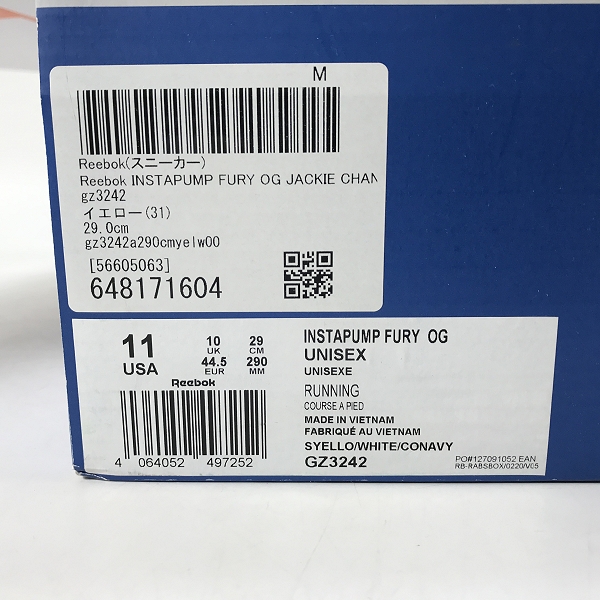 M
Reebok(スニーカー)
Reebok INSTAPUMP FURY OG JACKIE CHAN
gz3242
イエロー(31)
29.0cm
gz3242a290cmyelw00
[56605063]
648171604
11 10 29
USA UK CM
44.5 290
EUR MM
Reebok
4 064052 497252
INSTAPUMP FURY OG
UNISEX
UNISEXE
RUNNING
COURSE A PIED
MADE IN VIETNAM
FABRIQUÉ AU VIETNAM
SYELLO/WHITE/CONAVY
GZ3242
PO#127091052 EAN
RB-RABSBOX/0220/V05